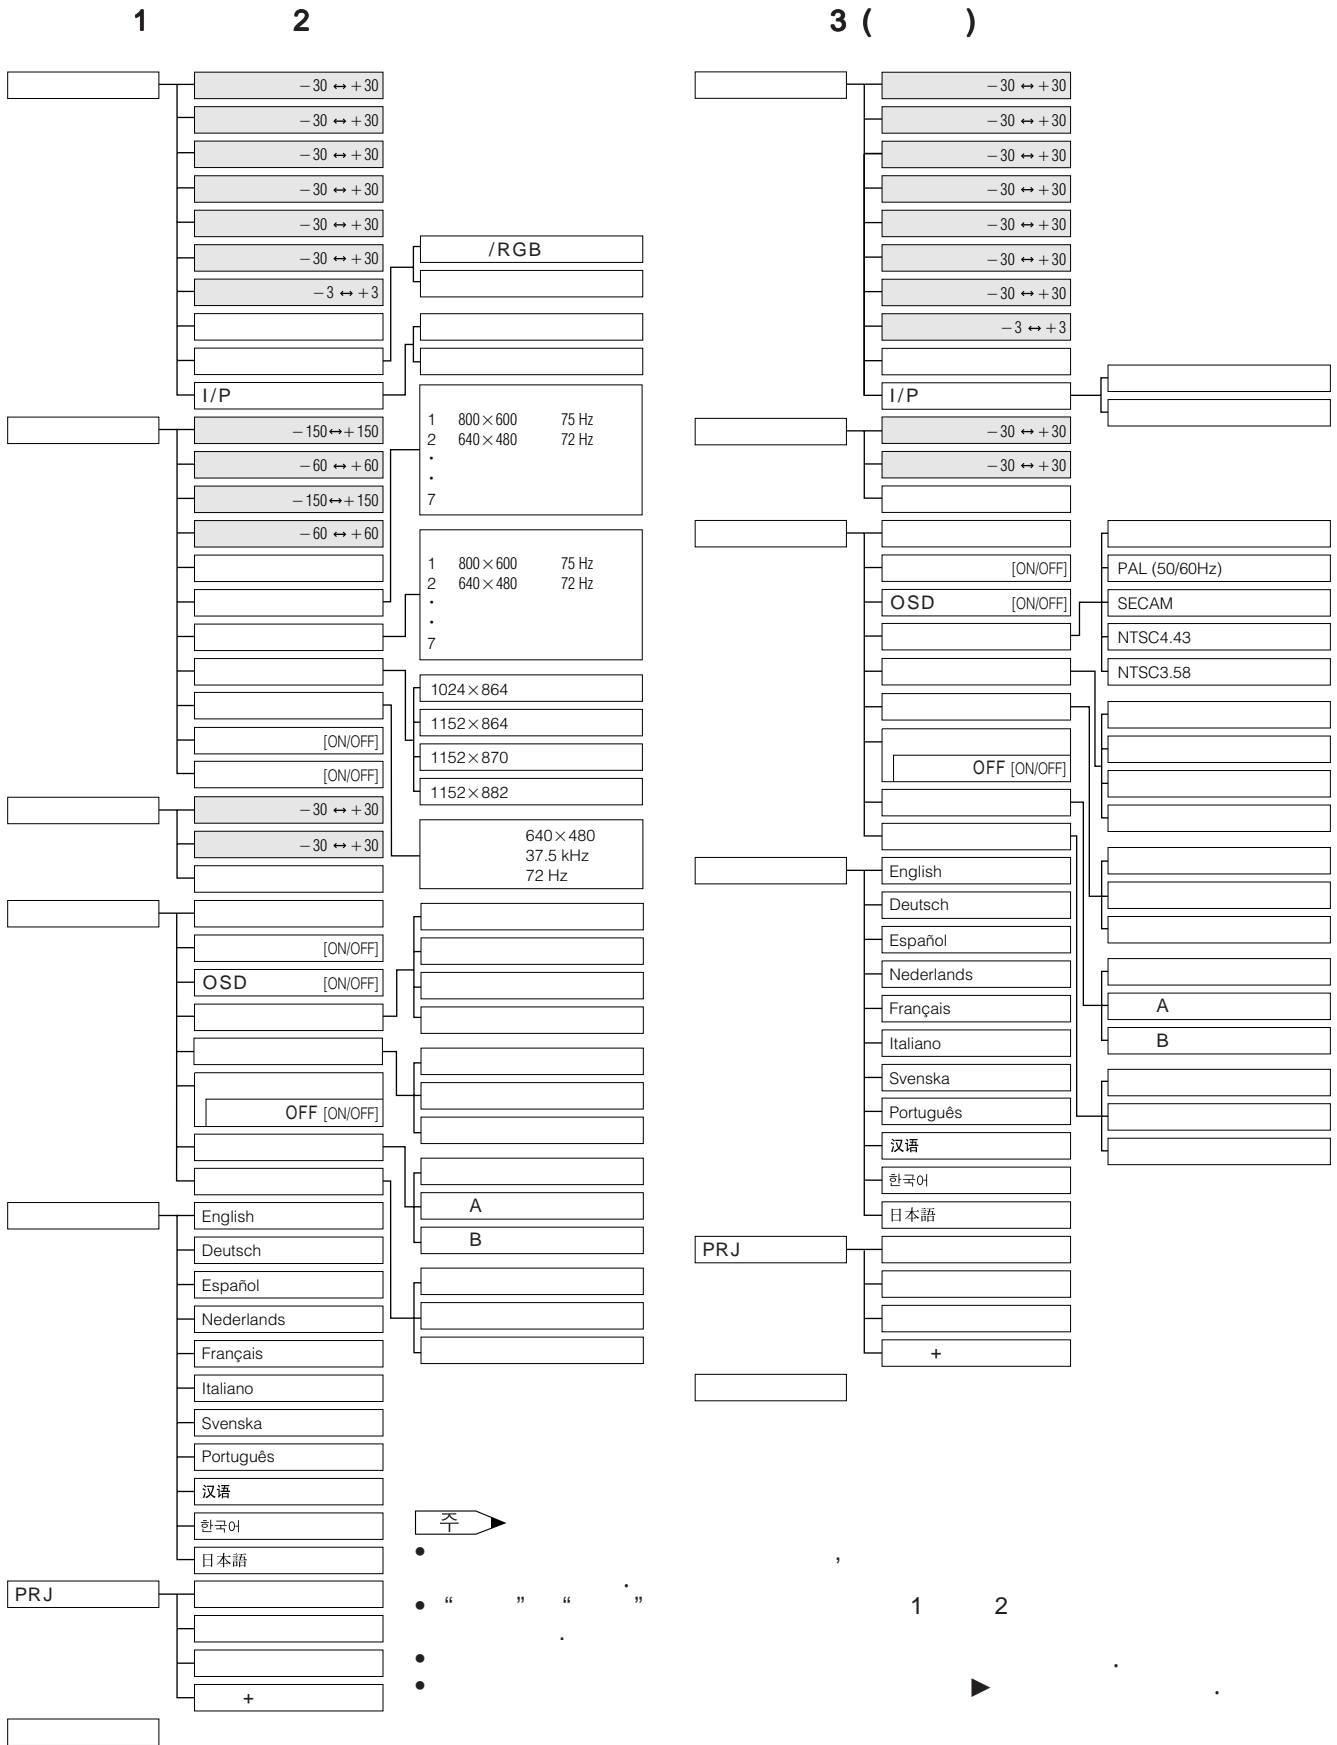 1 2
−30 ↔ +30
−30 ↔ +30
−30 ↔ +30
−30 ↔ +30
−30 ↔ +30
−30 ↔ +30
−3 ↔ +3
I/P
/RGB
−150↔+150
−60 ↔ +60
−150↔+150
−60 ↔ +60
[ON/OFF]
[ON/OFF]
1 800×600 75 Hz
2 640×480 72 Hz
·
·
7
1 800×600 75 Hz
2 640×480 72 Hz
·
·
7
1024×864
1152×864
1152×870
1152×882
640×480
37.5 kHz
72 Hz
−30 ↔ +30
−30 ↔ +30
[ON/OFF]
OSD [ON/OFF]
OFF [ON/OFF]
A
B
English
Deutsch
Español
Nederlands
Français
Italiano
Svenska
Português
汉语
한국어
日本語
PRJ
+
3 ( )
−30 ↔ +30
−30 ↔ +30
−30 ↔ +30
−30 ↔ +30
−30 ↔ +30
−30 ↔ +30
−30 ↔ +30
−3 ↔ +3
I/P
−30 ↔ +30
−30 ↔ +30
[ON/OFF]
OSD [ON/OFF]
OFF [ON/OFF]
PAL (50/60Hz)
SECAM
NTSC4.43
NTSC3.58
A
B
English
Deutsch
Español
Nederlands
Français
Italiano
Svenska
Português
汉语
한국어
日本語
PRJ
+
주
● ,
.
● “ ” “ ” 1 2
.
● .
● ▶ .